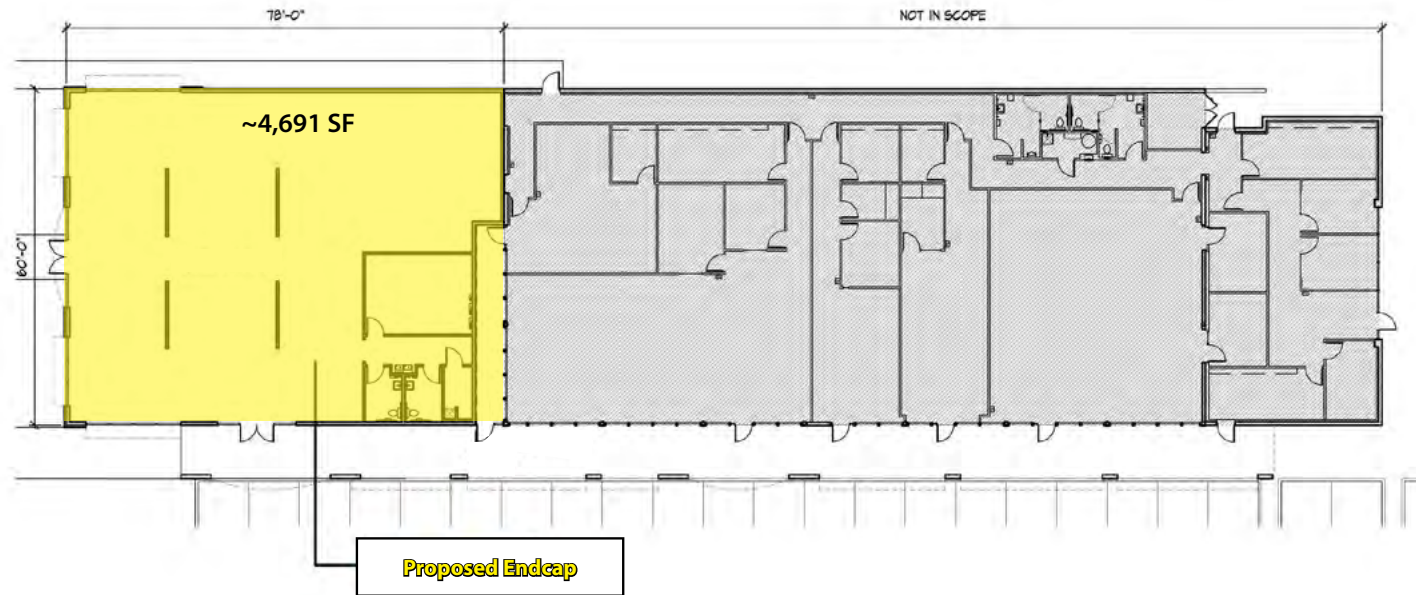 78'-0"
NOT IN SCOPE
~4,691 SF
60'-0"
Proposed Endcap